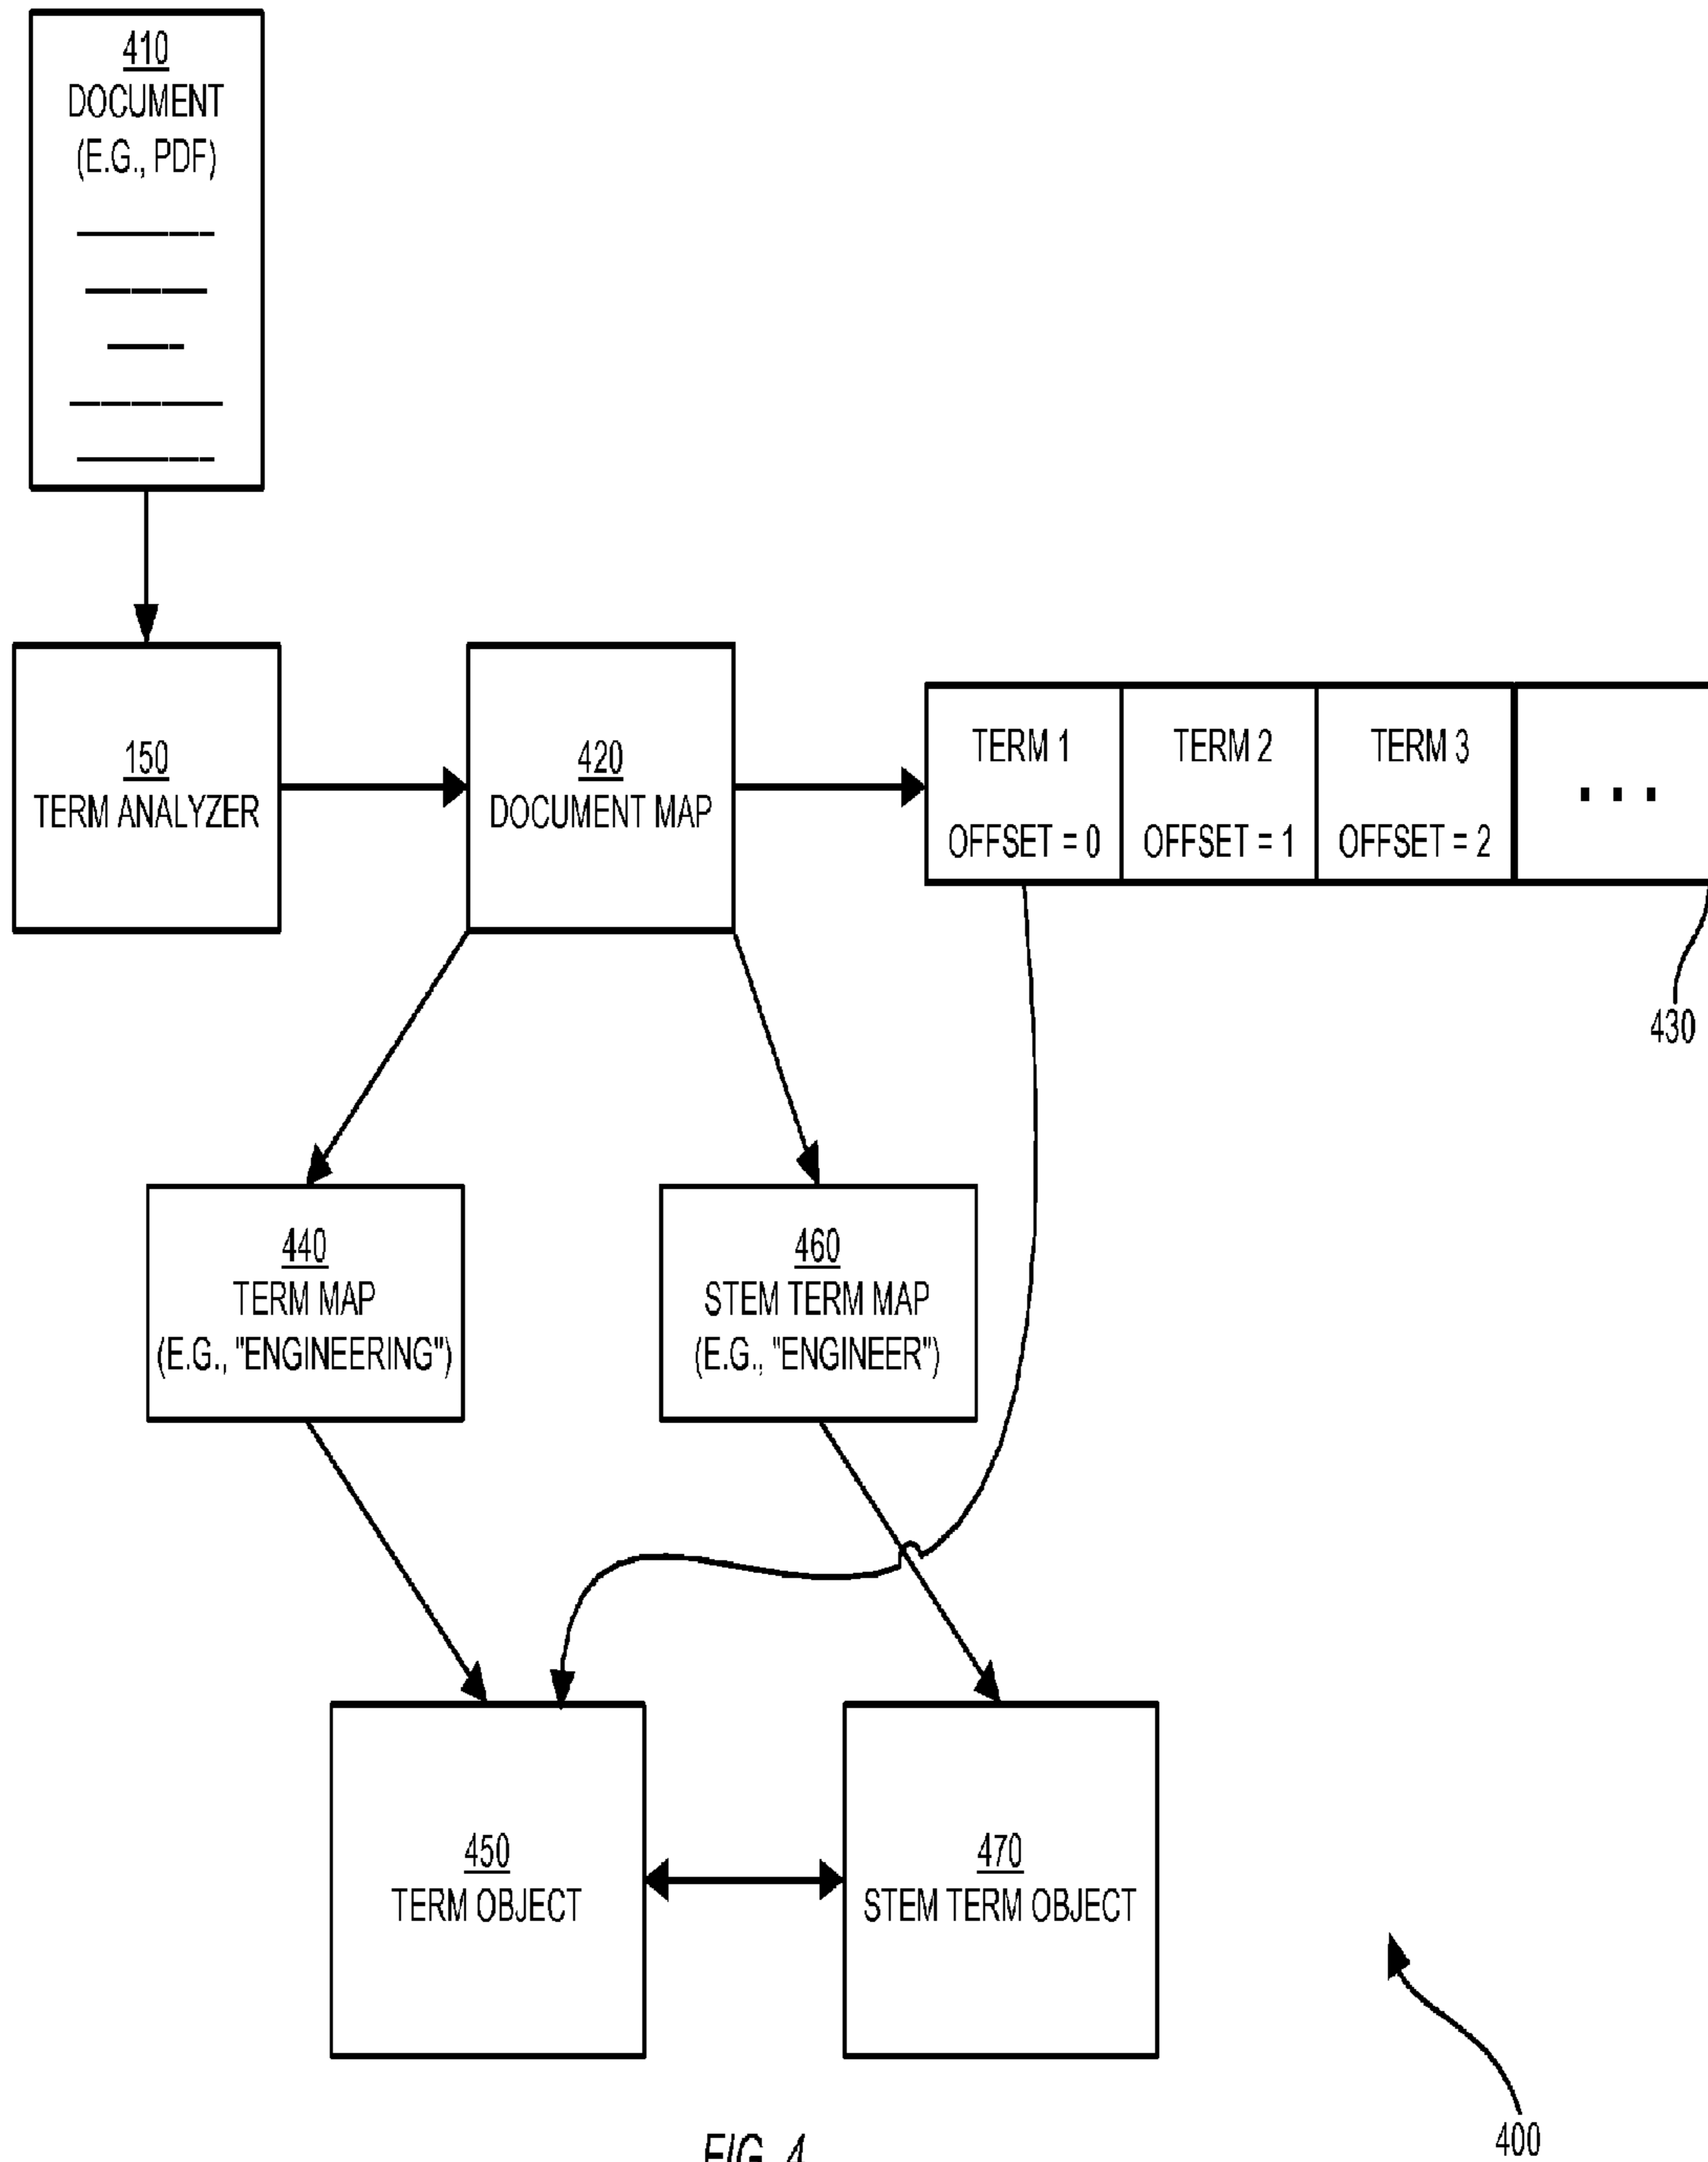 410
DOCUMENT
(E.G., PDF)
150
TERM ANALYZER
420
DOCUMENT MAP
TERM 1
OFFSET = 0
TERM 2
OFFSET = 1
TERM 3
OFFSET = 2
...
430
440
TERM MAP
(E.G., "ENGINEERING")
460
STEM TERM MAP
(E.G., "ENGINEER")
450
TERM OBJECT
470
STEM TERM OBJECT
400
FIG. 4